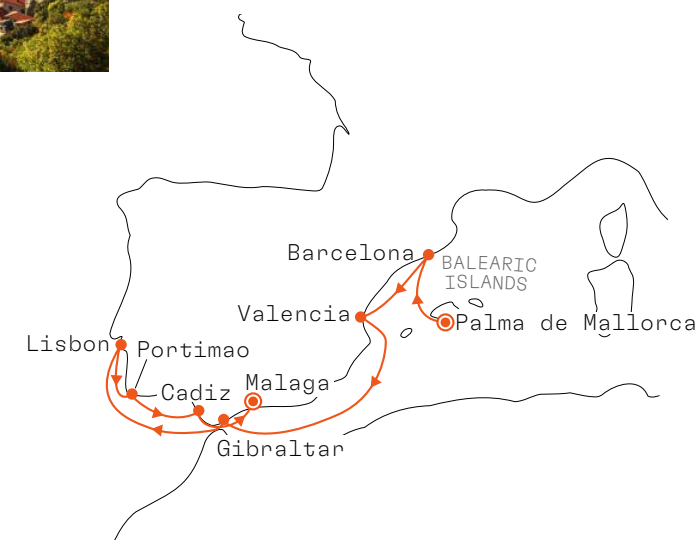 Barcelona
BALEARIC
ISLANDS
Valencia
Palma de Mallorca
Lisbon
Portimao
Cadiz
Malaga
Gibraltar